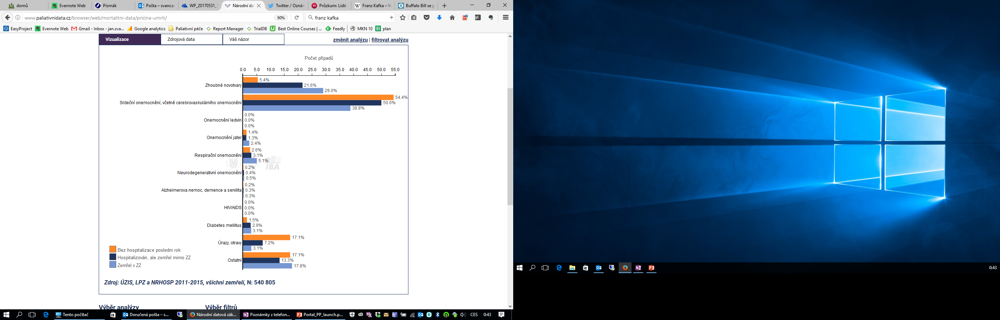 domů
Evernote Web
Písmák
Pošta – svancar
WP_20170531_1
Národní da
Twitter / Oznám
Průzkum: Lidé
Franz Kafka – W
Buffalo Bill se p
www.paliativnidata.cz/browser/web/mortalitni-data/pricina-umrti/
90%
franz kafka
EasyProject
Evernote Web
Gmail - Inbox - jan.sva...
Google analytics
Paliativní péče
Report Manager
TrialDB
Best Online Courses | ...
Feedly
MKN 10
plan
Vizualizace
Zdrojová data
Váš názor
změnit analýzu | filtrovat analýzu
Počet případů
0.0 5.0 10.0 15.0 20.0 25.0 30.0 35.0 40.0 45.0 50.0 55.0
5.4%
Zhoubné novotvary 21.6%
29.0%
54.4%
Srdeční onemocnění, včetně cerebrovaskulárního onemocnění 50.0%
38.8%
0.0%
Onemocnění ledvin 0.0%
0.0%
1.4%
Onemocnění jater 1.3%
2.4%
2.6%
Respirační onemocnění 3.1%
5.1%
IBA
0.2%
Neurodegenerativní onemocnění 0.4%
0.5%
0.2%
Alzheimerova nemoc, demence a senilita 0.3%
0.3%
0.0%
HIV/AIDS 0.0%
0.0%
1.5%
Diabetes mellitus 2.9%
3.1%
17.1%
Úrazy, otravy 7.2%
3.1%
17.1%
Ostatní 13.3%
17.8%
Bez hospitalizace poslední rok
Hospitalizován, ale zemřel mimo ZZ
Zemřel v ZZ
Zdroj: ÚZIS, LPZ a NRHOSP 2011-2015, všichni zemřelí, N: 540 805
Výběr analýzy
Výběr filtrů
Tento počítač
Doručená pošta – s...
Národní datová zák...
Poznámky z telefon...
Portal_PP_launch.p...
CES
0:43
0:43